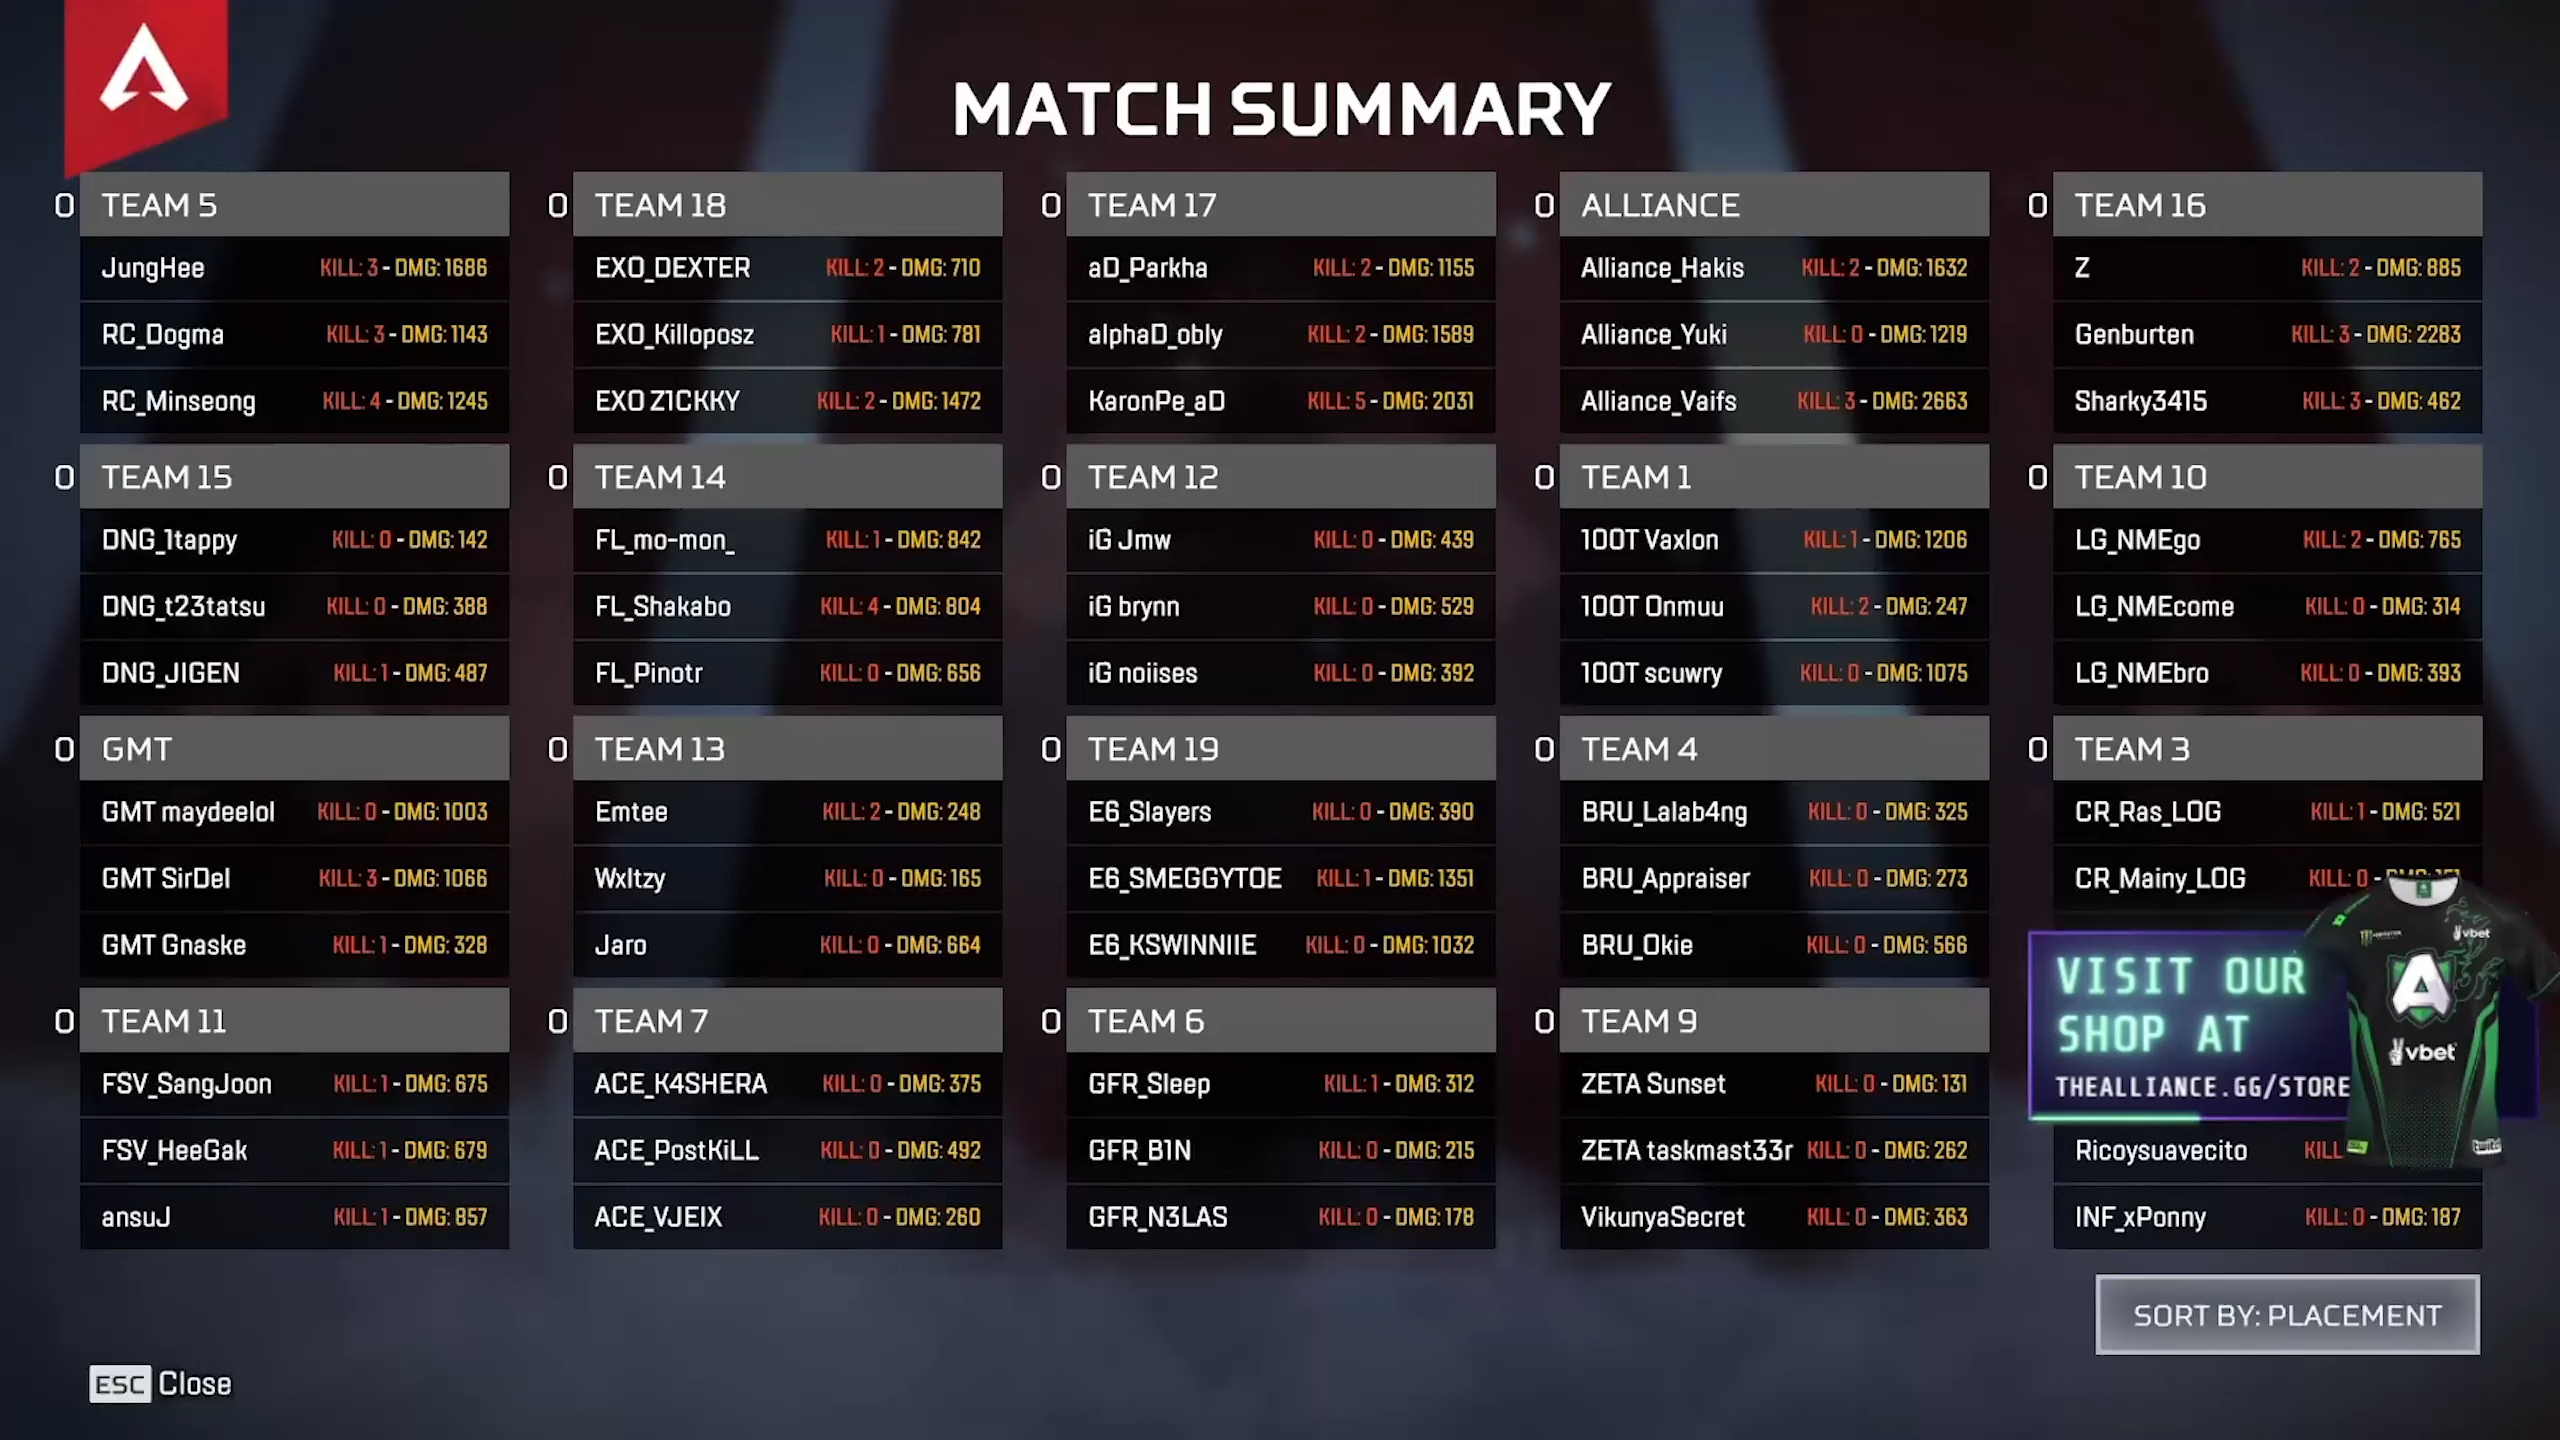 MATCH SUMMARY
0 TEAM 5
JungHee KILL: 3 - DMG: 1686
RC_Dogma KILL: 3 - DMG: 1143
RC_Minseong KILL: 4 - DMG: 1245
0 TEAM 18
EXO_DEXTER KILL: 2 - DMG: 710
EXO_Killoposz KILL: 1 - DMG: 781
EXO Z1CKKY KILL: 2 - DMG: 1472
0 TEAM 17
aD_Parkha KILL: 2 - DMG: 1155
alphaD_obly KILL: 2 - DMG: 1589
KaronPe_aD KILL: 5 - DMG: 2031
0 ALLIANCE
Alliance_Hakis KILL: 2 - DMG: 1632
Alliance_Yuki KILL: 0 - DMG: 1219
Alliance_Vaifs KILL: 3 - DMG: 2663
0 TEAM 16
Z KILL: 2 - DMG: 885
Genburten KILL: 3 - DMG: 2283
Sharky3415 KILL: 3 - DMG: 462
0 TEAM 15
DNG_1tappy KILL: 0 - DMG: 142
DNG_t23tatsu KILL: 0 - DMG: 388
DNG_JIGEN KILL: 1 - DMG: 487
0 TEAM 14
FL_mo-mon_ KILL: 1 - DMG: 842
FL_Shakabo KILL: 4 - DMG: 804
FL_Pinotr KILL: 0 - DMG: 656
0 TEAM 12
iG Jmw KILL: 0 - DMG: 439
iG brynn KILL: 0 - DMG: 529
iG noiises KILL: 0 - DMG: 392
0 TEAM 1
100T Vaxlon KILL: 1 - DMG: 1206
100T Onmuu KILL: 2 - DMG: 247
100T scuwry KILL: 0 - DMG: 1075
0 TEAM 10
LG_NMEgo KILL: 2 - DMG: 765
LG_NMEcome KILL: 0 - DMG: 314
LG_NMEbro KILL: 0 - DMG: 393
0 GMT
GMT maydeelol KILL: 0 - DMG: 1003
GMT SirDel KILL: 3 - DMG: 1066
GMT Gnaske KILL: 1 - DMG: 328
0 TEAM 13
Emtee KILL: 2 - DMG: 248
Wxltzy KILL: 0 - DMG: 165
Jaro KILL: 0 - DMG: 664
0 TEAM 19
E6_Slayers KILL: 0 - DMG: 390
E6_SMEGGYTOE KILL: 1 - DMG: 1351
E6_KSWINNIIE KILL: 0 - DMG: 1032
0 TEAM 4
BRU_Lalab4ng KILL: 0 - DMG: 325
BRU_Appraiser KILL: 0 - DMG: 273
BRU_Okie KILL: 0 - DMG: 566
0 TEAM 3
CR_Ras_LOG KILL: 1 - DMG: 521
CR_Mainy_LOG KILL: 0 -
0 TEAM 11
FSV_SangJoon KILL: 1 - DMG: 675
FSV_HeeGak KILL: 1 - DMG: 679
ansuJ KILL: 1 - DMG: 857
0 TEAM 7
ACE_K4SHERA KILL: 0 - DMG: 375
ACE_PostKiLL KILL: 0 - DMG: 492
ACE_VJEIX KILL: 0 - DMG: 260
0 TEAM 6
GFR_Sleep KILL: 1 - DMG: 312
GFR_B1N KILL: 0 - DMG: 215
GFR_N3LAS KILL: 0 - DMG: 178
0 TEAM 9
ZETA Sunset KILL: 0 - DMG: 131
ZETA taskmast33r KILL: 0 - DMG: 262
VikunyaSecret KILL: 0 - DMG: 363
VISIT OUR
SHOP AT
THEALLIANCE.GG/STORE
vbet
A
vbet
Ricoysuavecito KILL
INF_xPonny KILL: 0 - DMG: 187
SORT BY: PLACEMENT
ESC Close